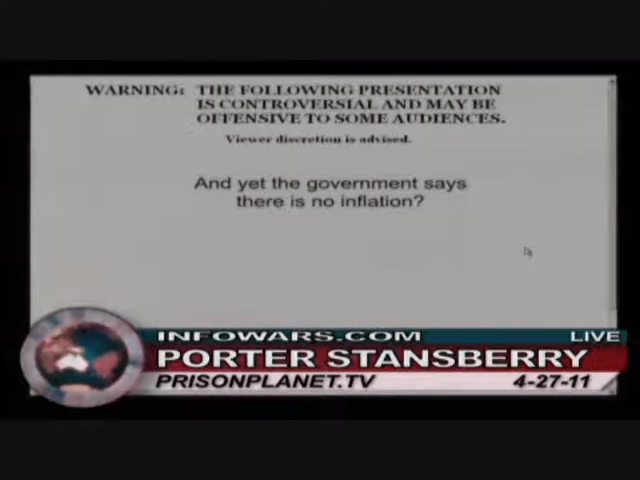 WARNING: THE FOLLOWING PRESENTATION
IS CONTROVERSIAL AND MAY BE
OFFENSIVE TO SOME AUDIENCES.
Viewer discretion is advised.
And yet the government says
there is no inflation?
INFOWARS.COM LIVE
PORTER STANSBERRY
PRISONPLANET.TV 4-27-11